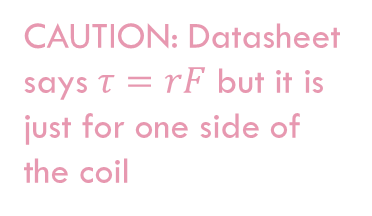 CAUTION: Datasheet
says 𝜏 = 𝑟𝐹 but it is
just for one side of
the coil